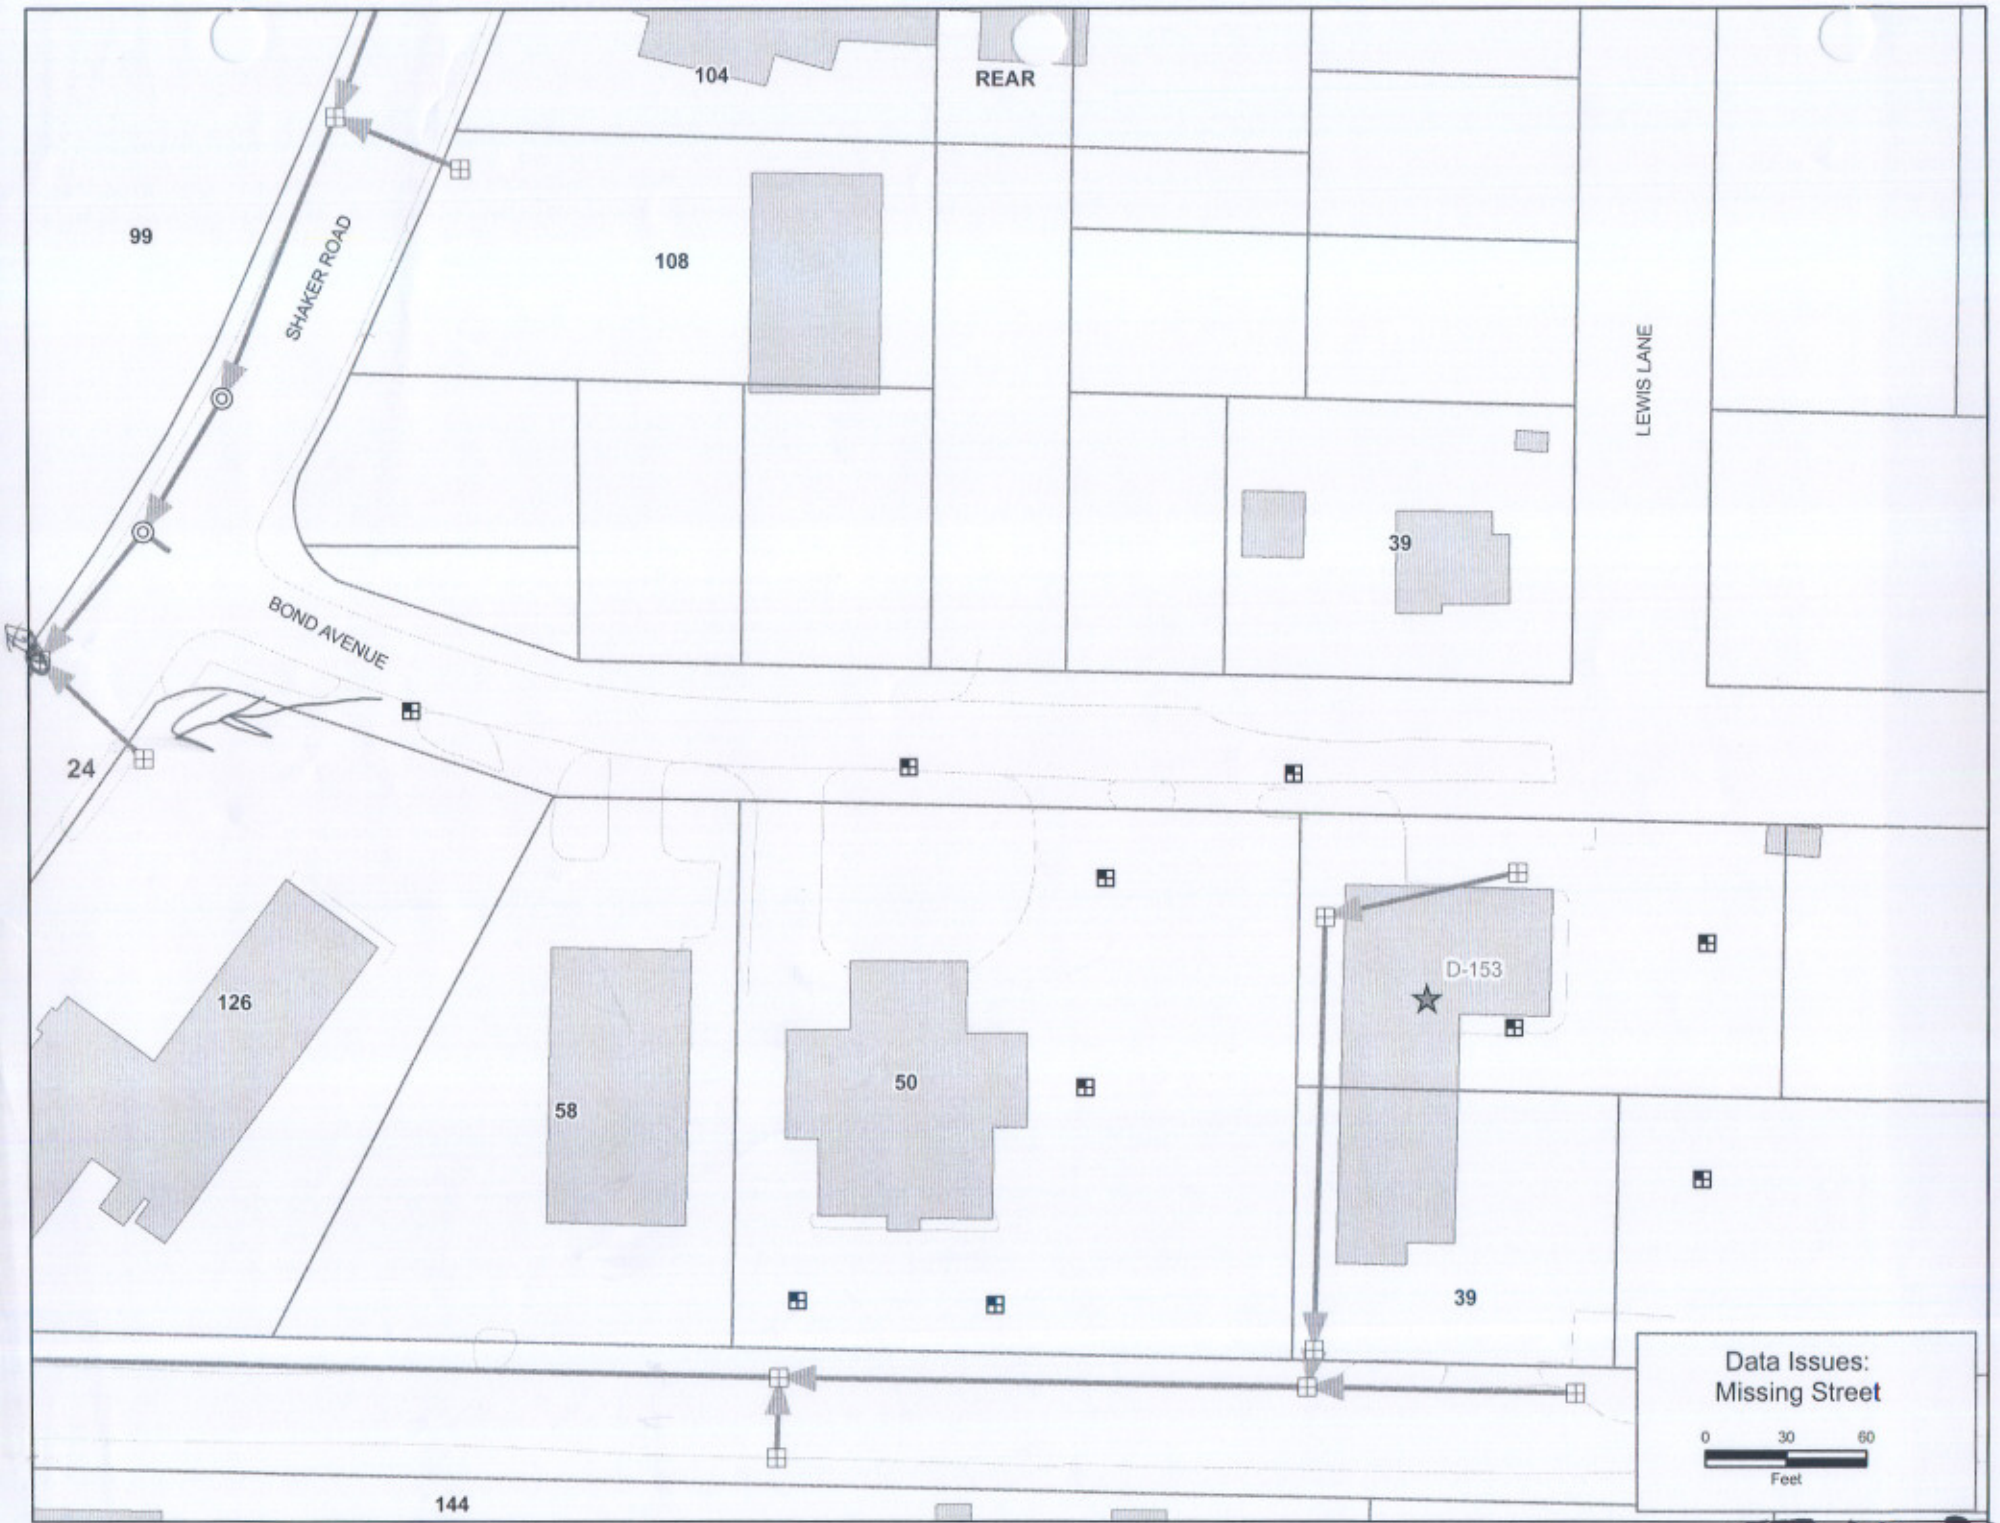 104
REAR
99
SHAKER ROAD
108
LEWIS LANE
39
BOND AVENUE
24
D-153
126
50
58
39
Data Issues:
Missing Street
0 30 60
Feet
144